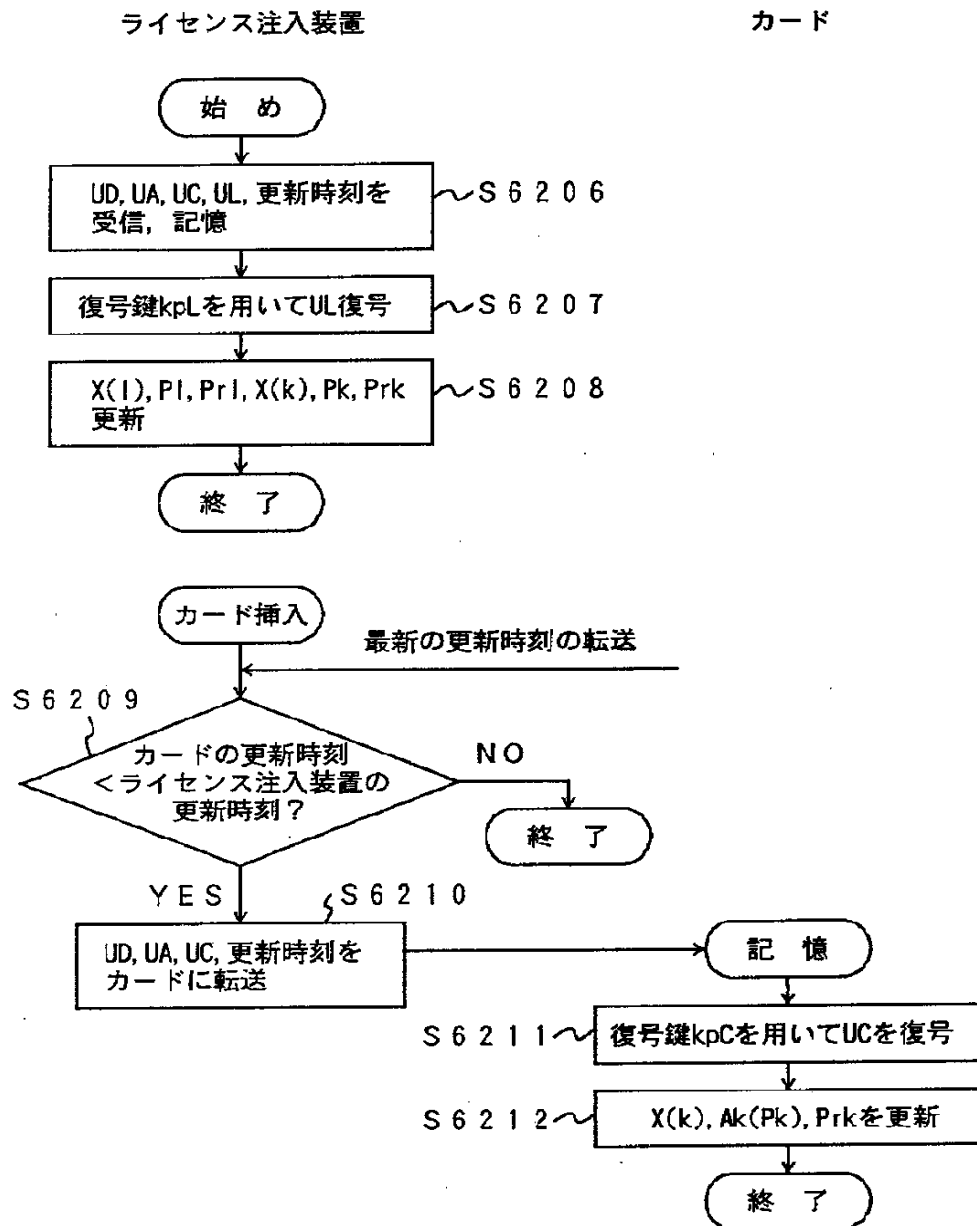 ライセンス注入装置
カード
始 め
UD, UA, UC, UL, 更新時刻を
受信, 記憶
S6206
復号鍵kpLを用いてUL復号
S6207
X(l), Pl, Prl, X(k), Pk, Prk
更新
S6208
終 了
カード挿入
最新の更新時刻の転送
S6209
カードの更新時刻
<ライセンス注入装置の
更新時刻?
NO
終 了
YES
S6210
UD, UA, UC, 更新時刻を
カードに転送
記 憶
S6211
復号鍵kpCを用いてUCを復号
S6212
X(k), Ak(Pk), Prkを更新
終 了